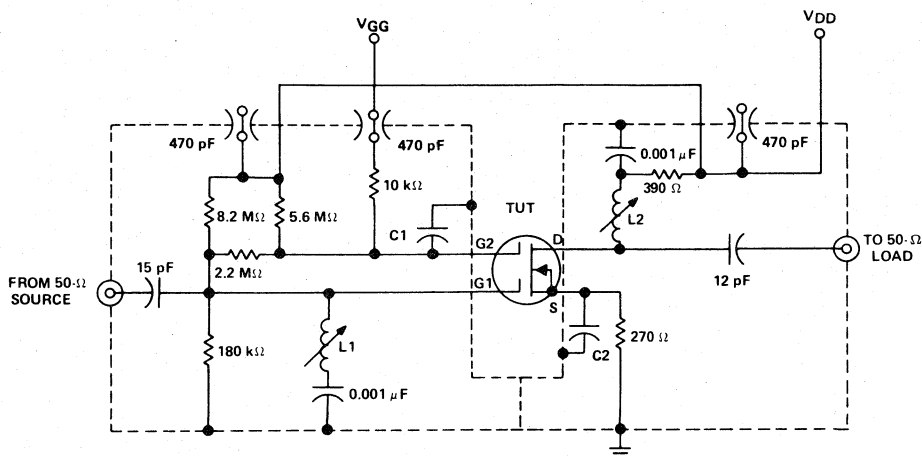 VGG
VDD
470 pF
470 pF
470 pF
0.001 μF
390 Ω
10 kΩ
8.2 MΩ
5.6 MΩ
C1
TUT
L2
G2
D
TO 50-Ω
LOAD
2.2 MΩ
15 pF
FROM 50-Ω
SOURCE
G1
S
12 pF
180 kΩ
L1
C2
270 Ω
0.001 μF